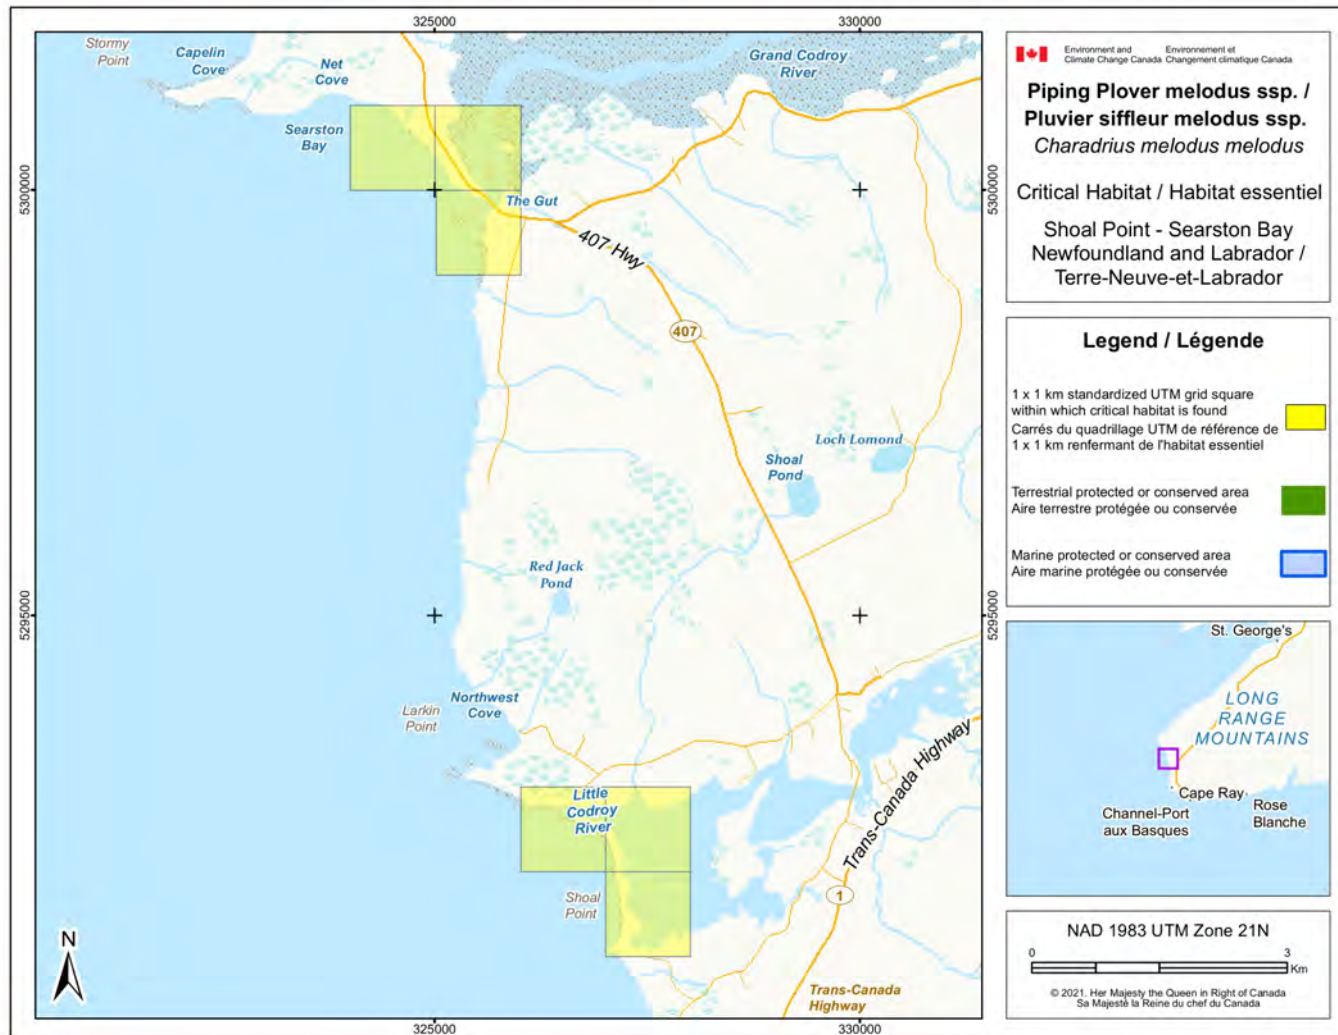 325000
330000
Stormy
Point
Capelin
Cove
Net
Cove
Grand Codroy
River
Searston
Bay
5300000
5300000
The Gut
407 Hwy
407
Loch Lomond
Shoal
Pond
Red Jack
Pond
5295000
5295000
Northwest
Cove
Larkin
Point
Little
Codroy
River
Trans-Canada Highway
Shoal
Point
1
N
Trans-Canada
Highway
325000
330000
Environment and
Climate Change Canada
Environnement et
Changement climatique Canada
Piping Plover melodus ssp. /
Pluvier siffleur melodus ssp.
Charadrius melodus melodus
Critical Habitat / Habitat essentiel
Shoal Point - Searston Bay
Newfoundland and Labrador /
Terre-Neuve-et-Labrador
Legend / Légende
1 x 1 km standardized UTM grid square
within which critical habitat is found
Carrés du quadrillage UTM de référence de
1 x 1 km renfermant de l'habitat essentiel
Terrestrial protected or conserved area
Aire terrestre protégée ou conservée
Marine protected or conserved area
Aire marine protégée ou conservée
St. George's
LONG
RANGE
MOUNTAINS
Cape Ray
Channel-Port
aux Basques
Rose
Blanche
NAD 1983 UTM Zone 21N
0
3
Km
© 2021. Her Majesty the Queen in Right of Canada
Sa Majesté la Reine du chef du Canada